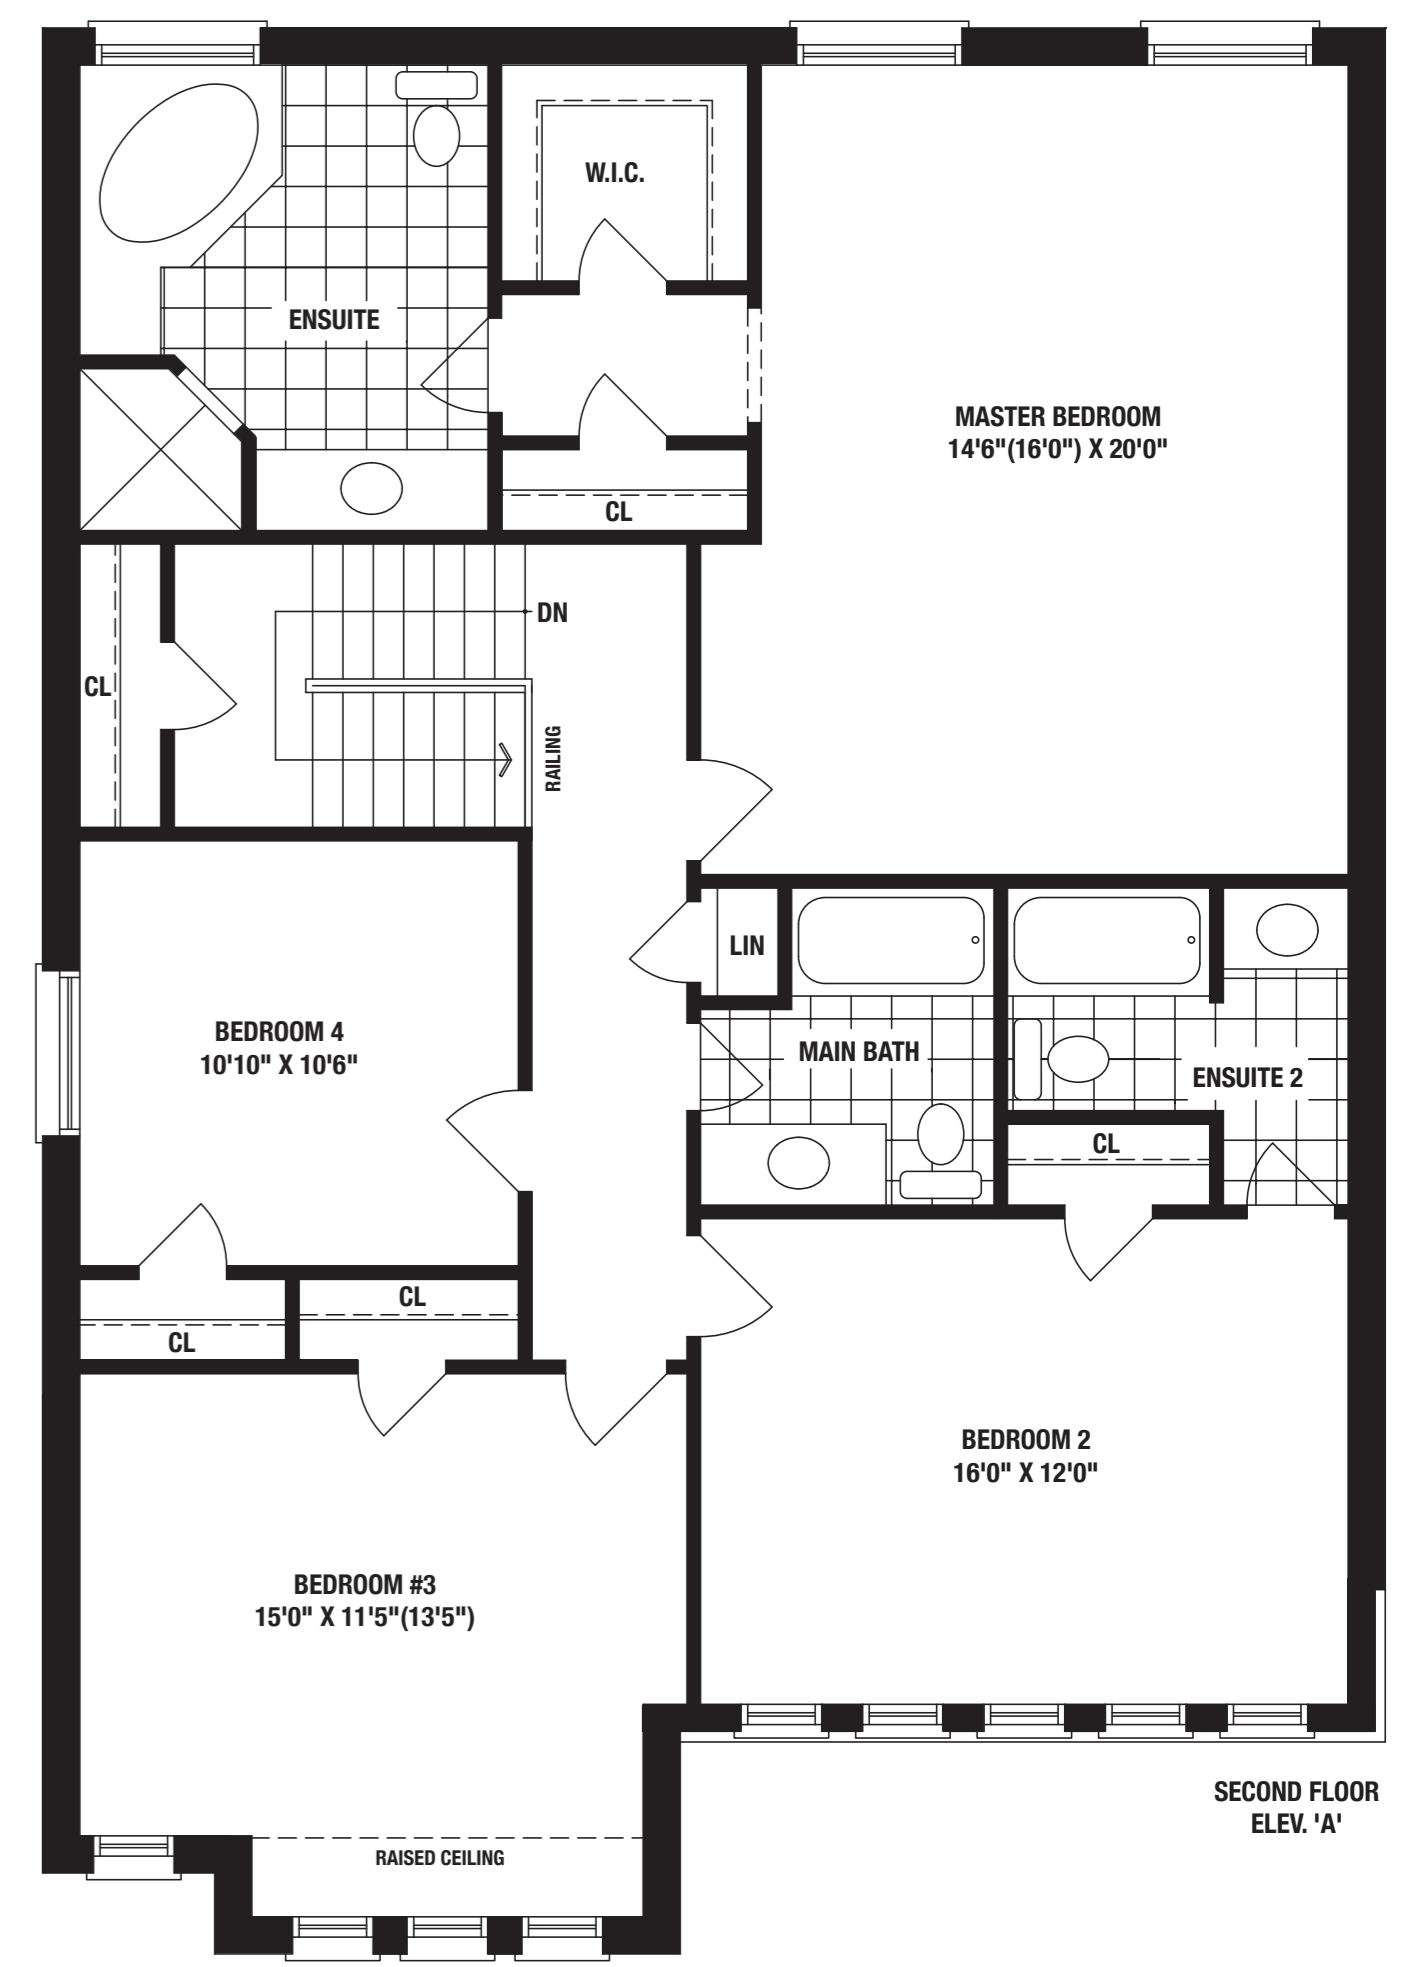 W.I.C.
ENSUITE
MASTER BEDROOM
14'6"(16'0") X 20'0"
CL
DN
CL
RAILING
LIN
BEDROOM 4
10'10" X 10'6"
MAIN BATH
ENSUITE 2
CL
CL
CL
BEDROOM 2
16'0" X 12'0"
BEDROOM #3
15'0" X 11'5"(13'5")
SECOND FLOOR
ELEV. 'A'
RAISED CEILING